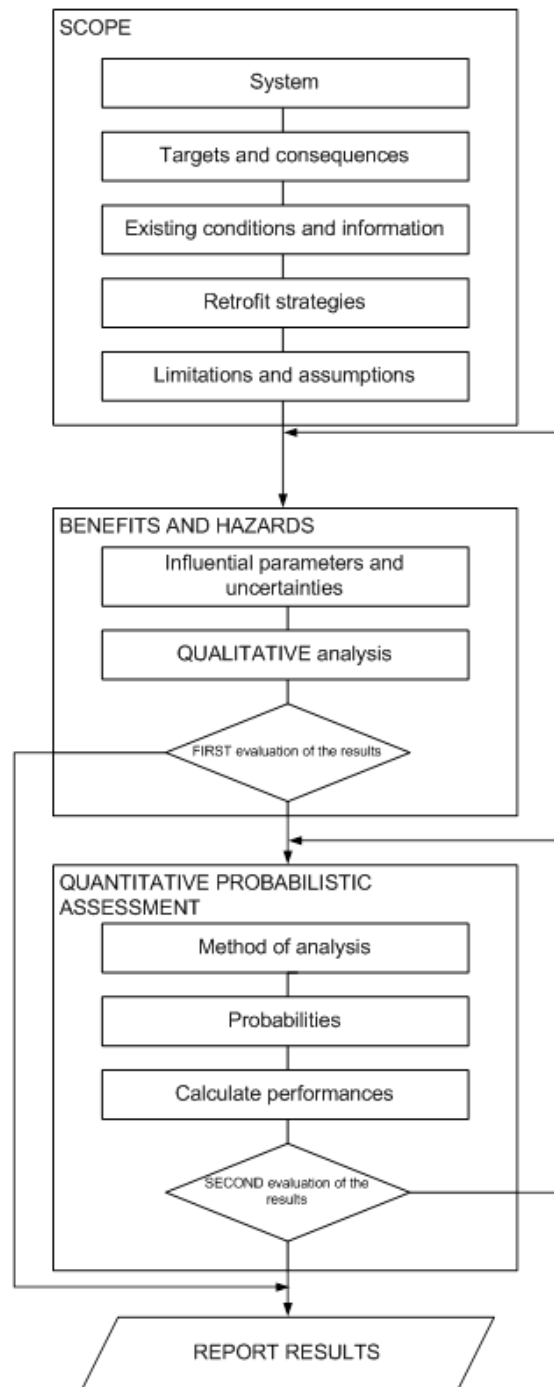 SCOPE
System
Targets and consequences
Existing conditions and information
Retrofit strategies
Limitations and assumptions
BENEFITS AND HAZARDS
Influential parameters and
uncertainties
QUALITATIVE analysis
FIRST evaluation of the results
QUANTITATIVE PROBABILISTIC
ASSESSMENT
Method of analysis
Probabilities
Calculate performances
SECOND evaluation of the
results
REPORT RESULTS